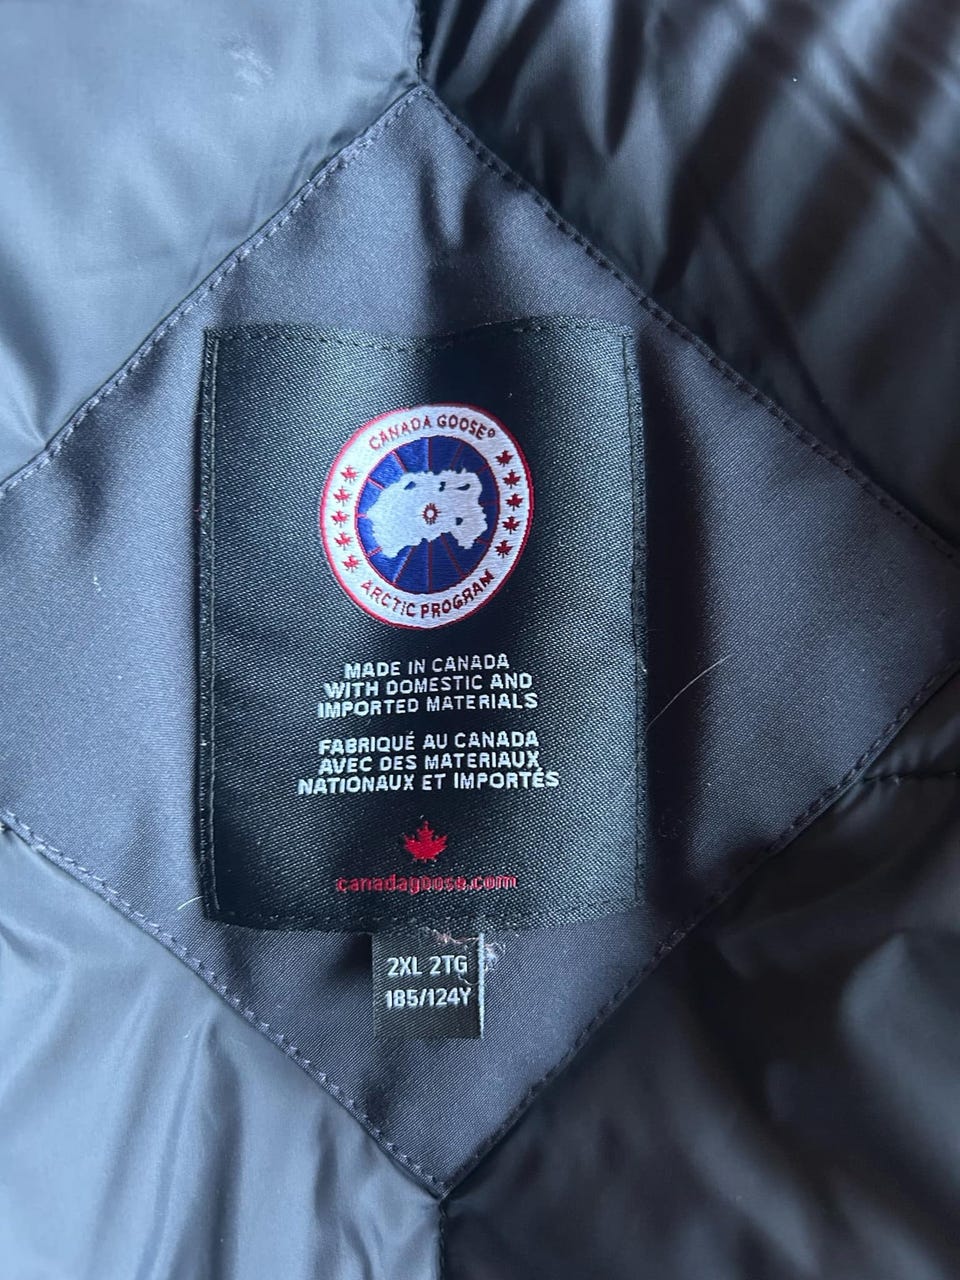 CANADA GOOSE®
ARCTIC PROGRAM
MADE IN CANADA
WITH DOMESTIC AND
IMPORTED MATERIALS
FABRIQUÉ AU CANADA
AVEC DES MATERIAUX
NATIONAUX ET IMPORTÉS
canadagoose.com
2XL 2TG
185/124Y